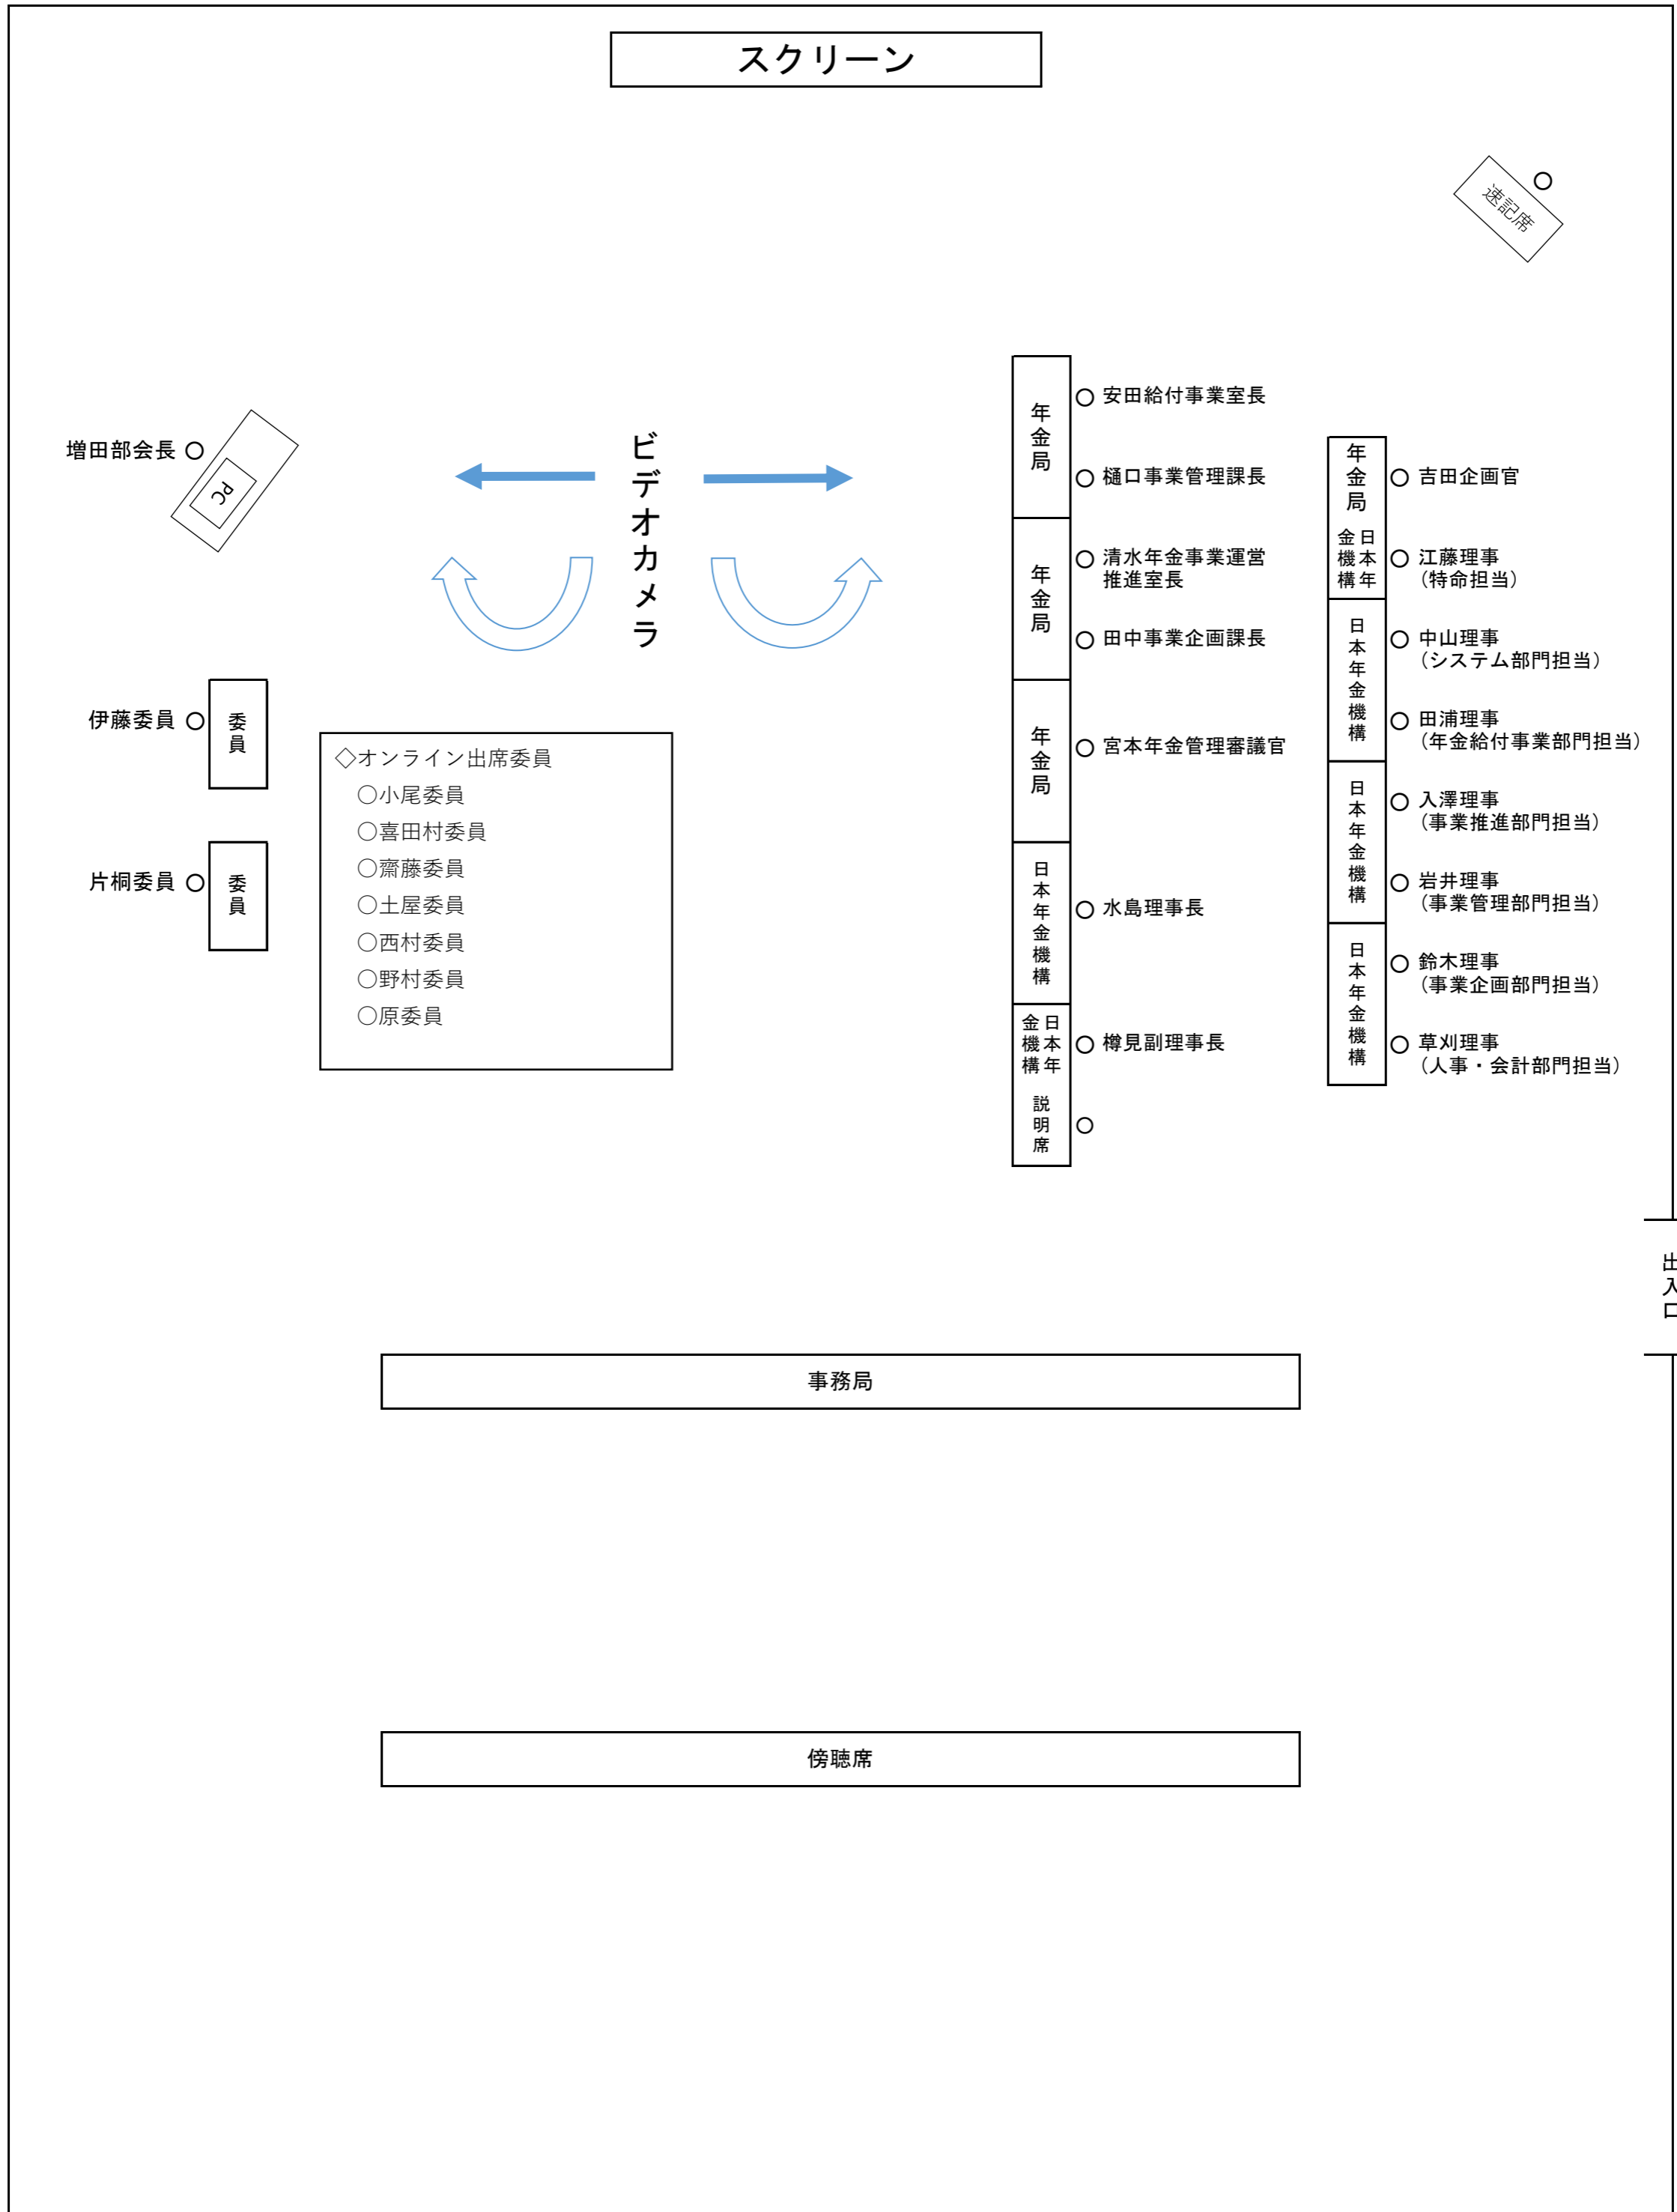 スクリーン
速記席
増田部会長
PC
ビデオカメラ
伊藤委員
委員
片桐委員
委員
◇オンライン出席委員
○小尾委員
○喜田村委員
○齋藤委員
○土屋委員
○西村委員
○野村委員
○原委員
年金局
安田給付事業室長
樋口事業管理課長
年金局
清水年金事業運営
推進室長
田中事業企画課長
年金局
宮本年金管理審議官
日本年金機構
水島理事長
日本年
金機構
樽見副理事長
説明席
年金局
吉田企画官
日本年
金機構
江藤理事
（特命担当）
日本年金機構
中山理事
（システム部門担当）
田浦理事
（年金給付事業部門担当）
日本年金機構
入澤理事
（事業推進部門担当）
岩井理事
（事業管理部門担当）
日本年金機構
鈴木理事
（事業企画部門担当）
草刈理事
（人事・会計部門担当）
出入口
事務局
傍聴席